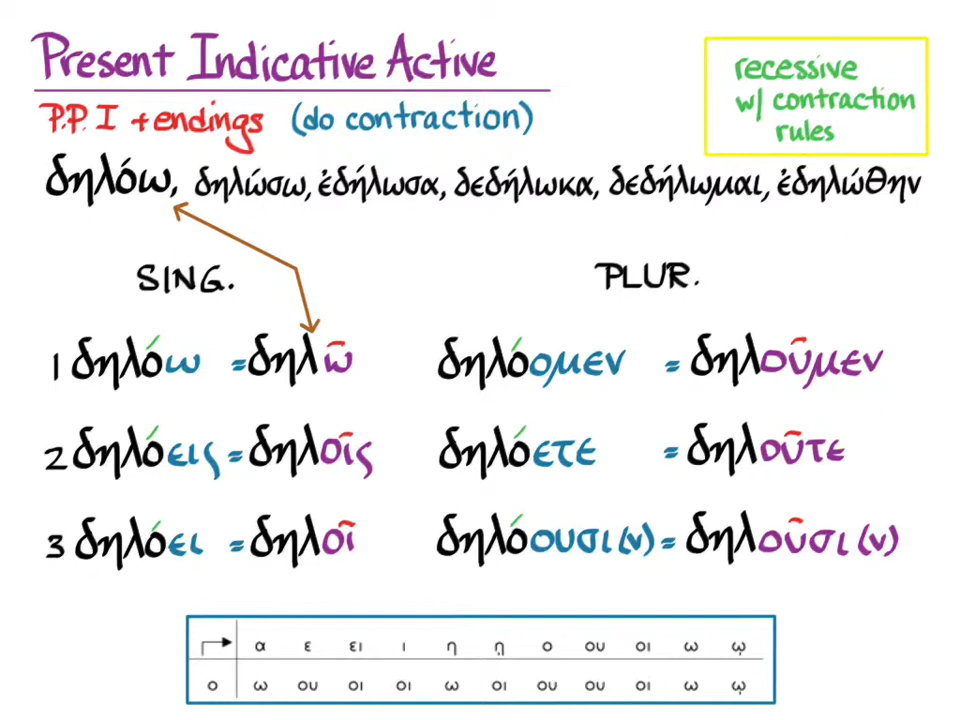 Present Indicative Active
recessive
w/ contraction
rules
P.P. I + endings (do contraction)
δηλόω, δηλώσω, ἐδήλωσα, δεδήλωκα, δεδήλωμαι, ἐδηλώθην
SING. PLUR.
1 δηλόω = δηλῶ δηλόομεν = δηλοῦμεν
2 δηλόεις = δηλοῖς δηλόετε = δηλοῦτε
3 δηλόει = δηλοῖ δηλόουσι(ν) = δηλοῦσι(ν)
α ε ει ι η ῃ ο ου οι ω ῳ
ο ω ου οι οι ω οι ου ου οι ω ῳ